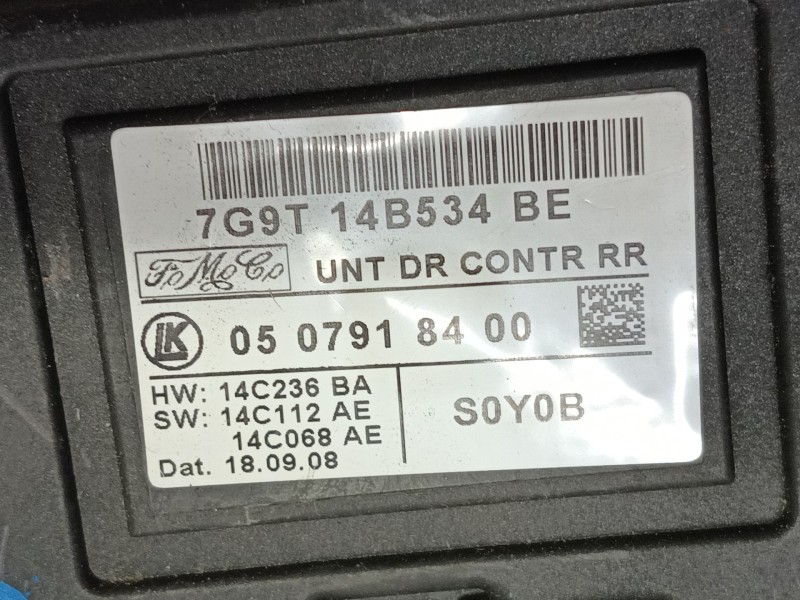 7G9T 14B534 BE
FoMoCo UNT DR CONTR RR
LK 05 0791 84 00
HW: 14C236 BA
SW: 14C112 AE
14C068 AE
Dat. 18.09.08
S0Y0B